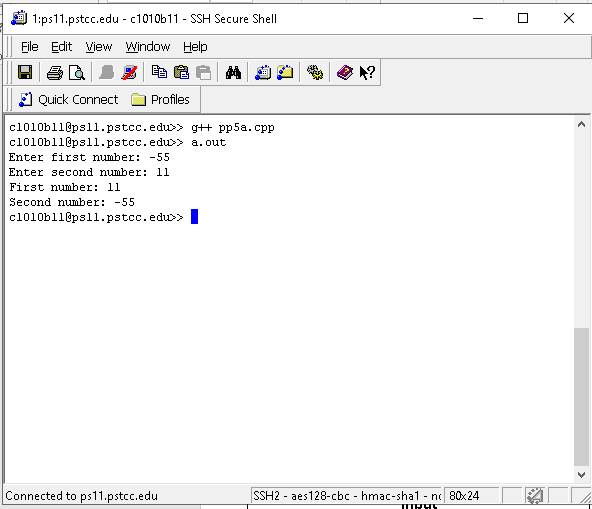 1:ps11.pstcc.edu - c1010b11 - SSH Secure Shell
File Edit View Window Help
Quick Connect Profiles
c1010b11@ps11.pstcc.edu>> g++ pp5a.cpp
c1010b11@ps11.pstcc.edu>> a.out
Enter first number: -55
Enter second number: 11
First number: 11
Second number: -55
c1010b11@ps11.pstcc.edu>>
Connected to ps11.pstcc.edu SSH2 - aes128-cbc - hmac-sha1 - nc 80x24